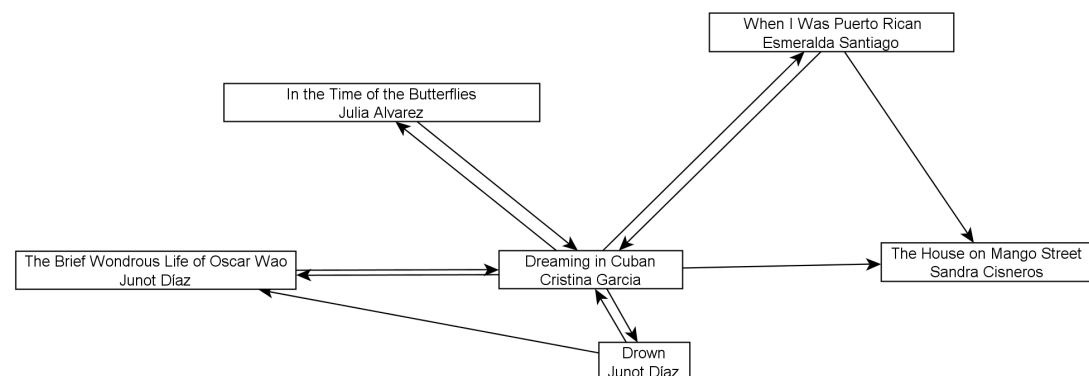 When I Was Puerto Rican
Esmeralda Santiago
In the Time of the Butterflies
Julia Alvarez
The Brief Wondrous Life of Oscar Wao
Junot Díaz
Dreaming in Cuban
Cristina Garcia
The House on Mango Street
Sandra Cisneros
Drown
Junot Díaz